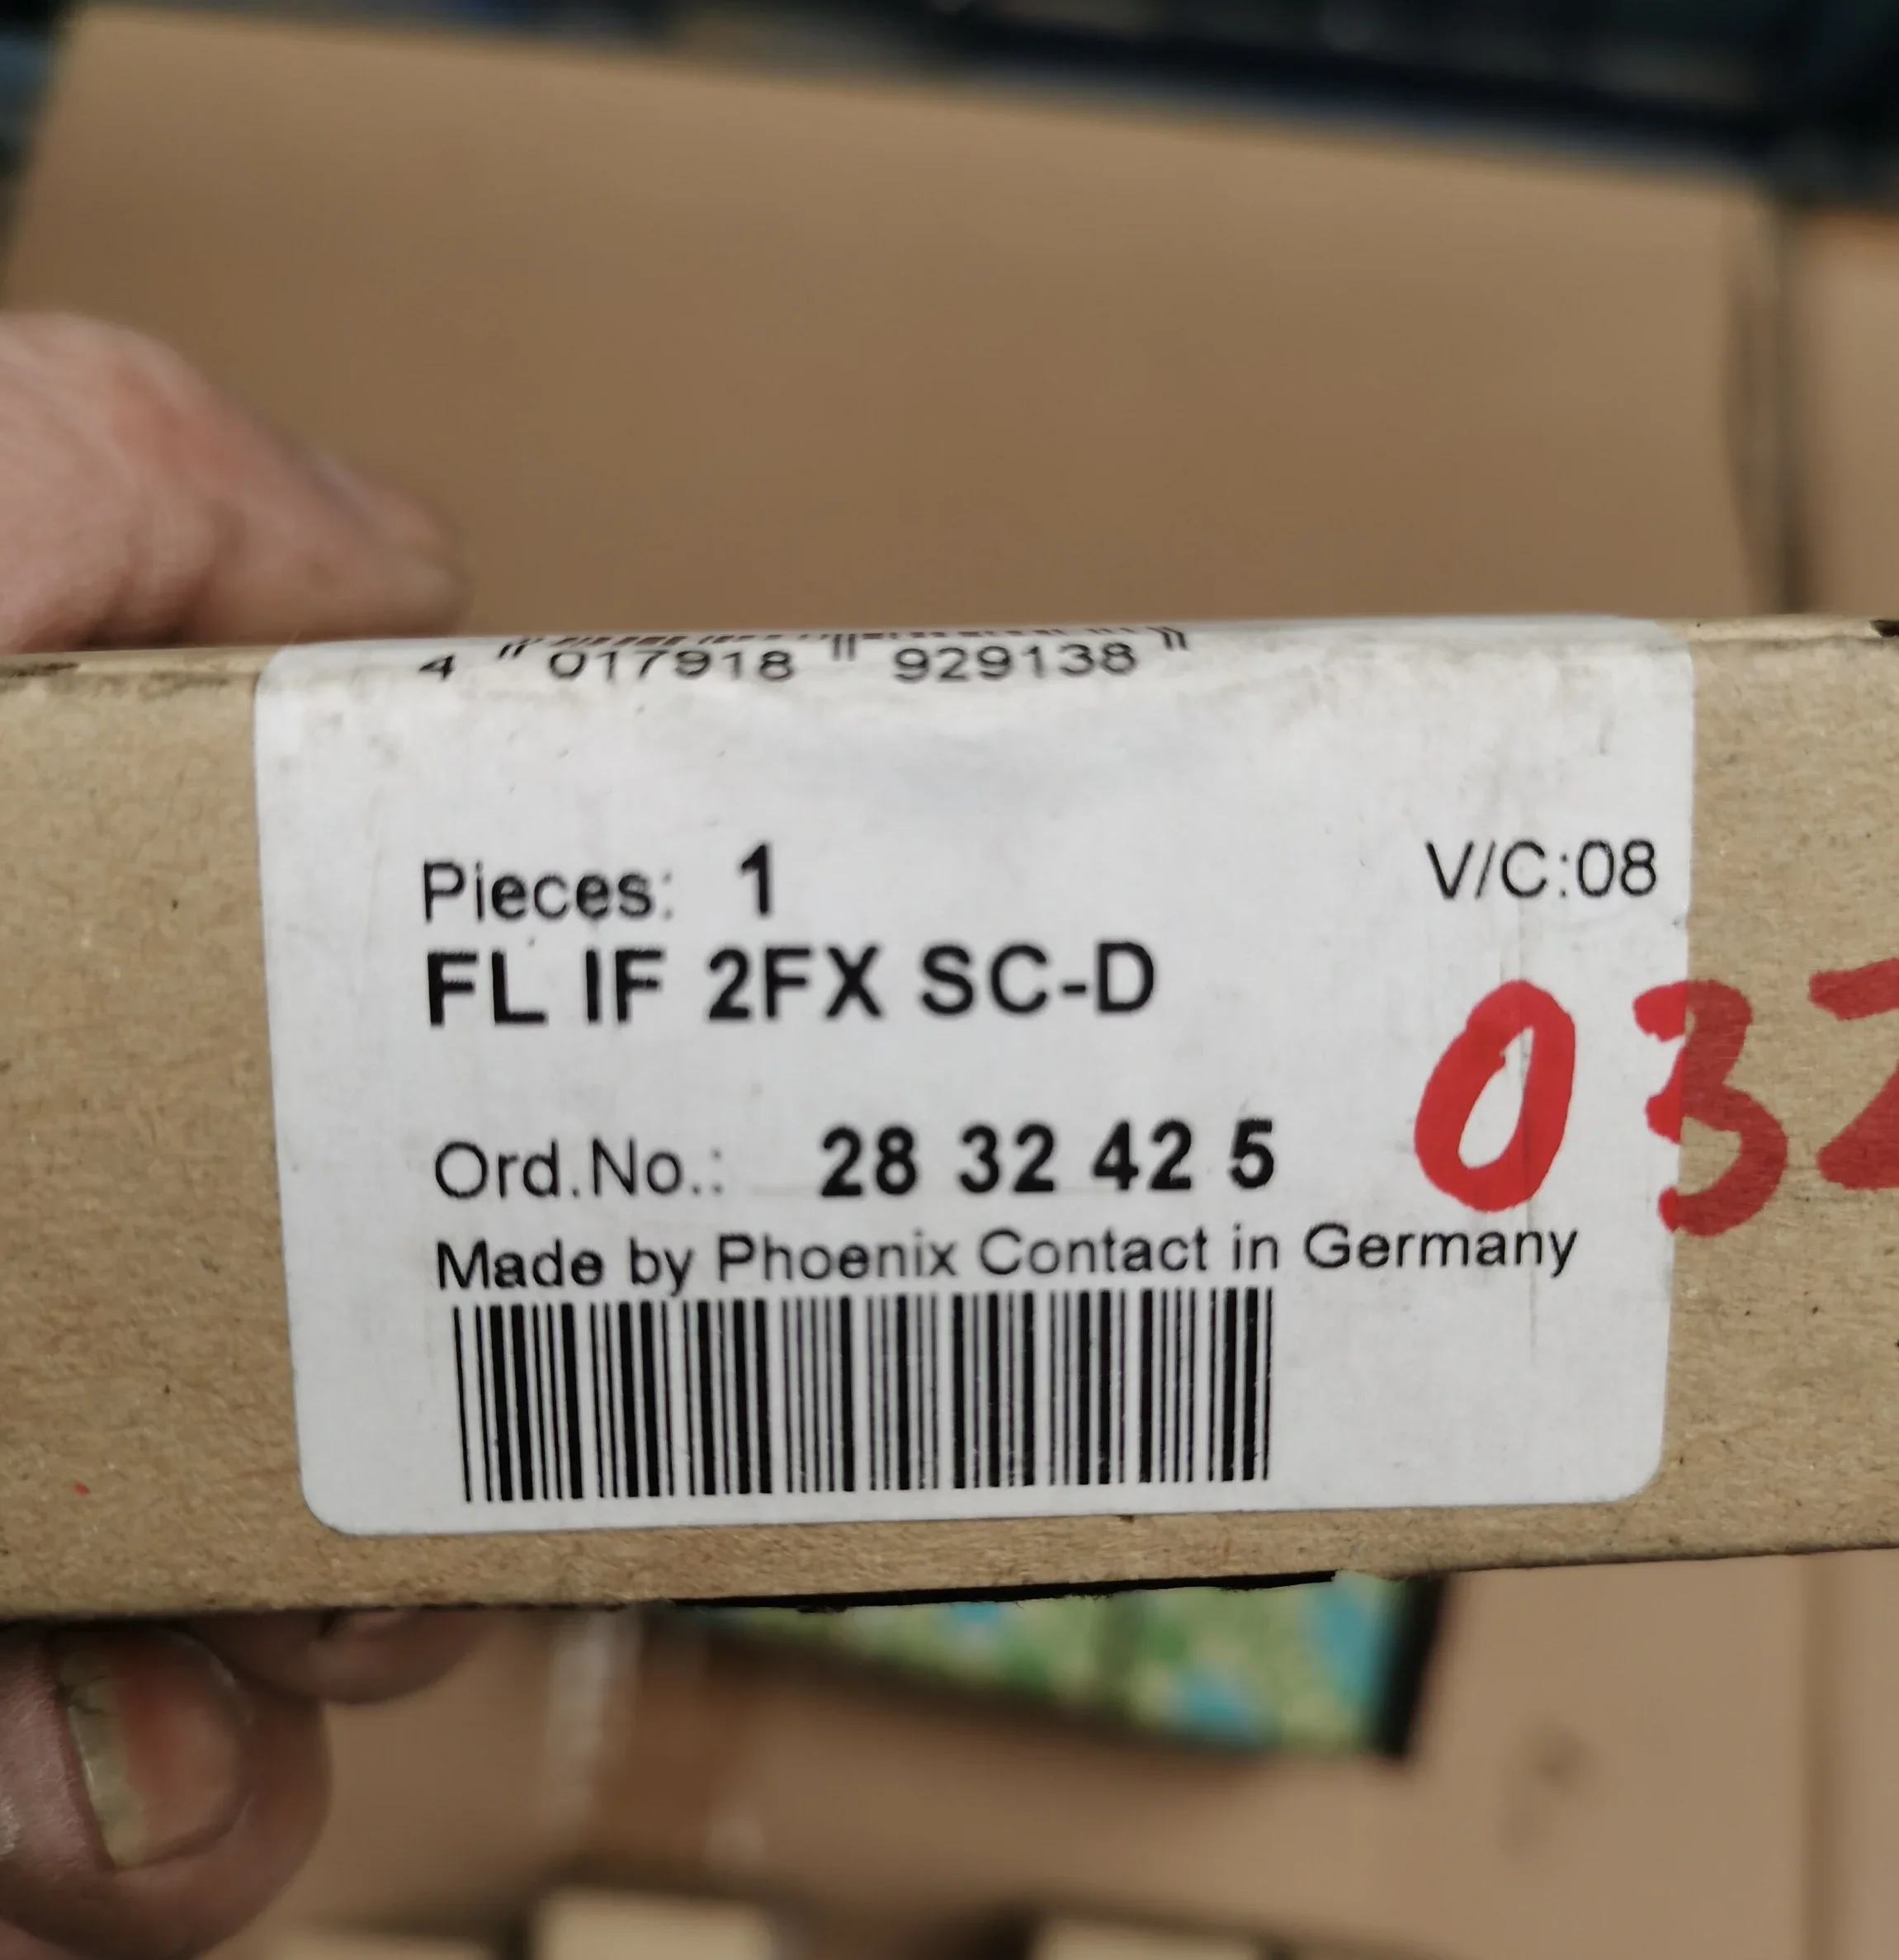 4 017918 929138
Pieces: 1 V/C:08
FL IF 2FX SC-D
03
Ord.No.: 28 32 42 5
Made by Phoenix Contact in Germany